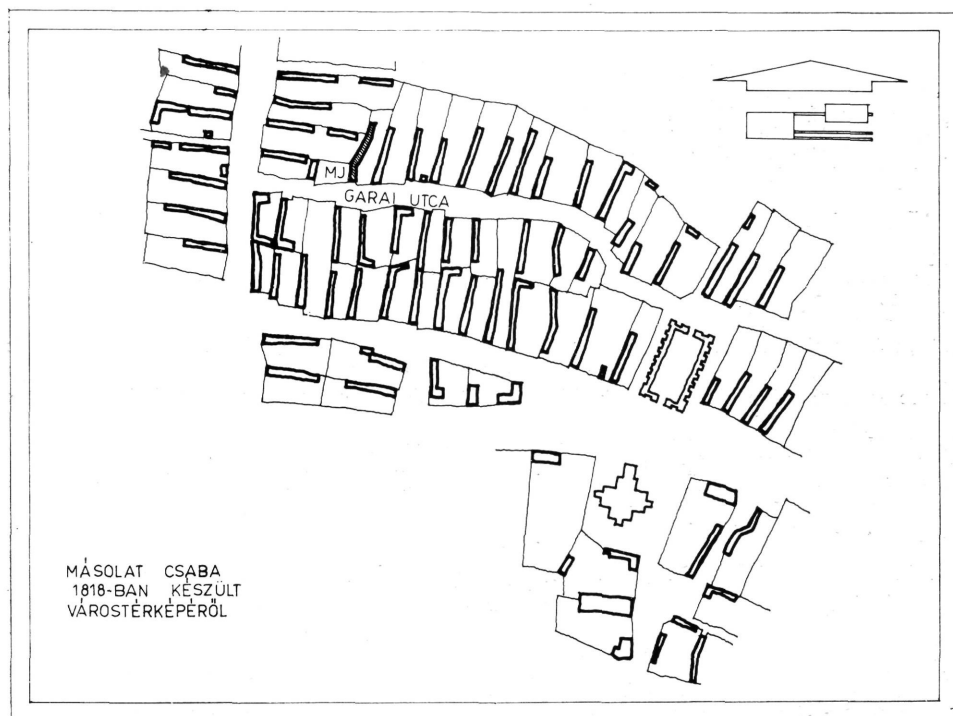 MJ
GARAI UTCA
MÁSOLAT CSABA
1818-BAN KÉSZÜLT
VÁROSTÉRKÉPÉRŐL